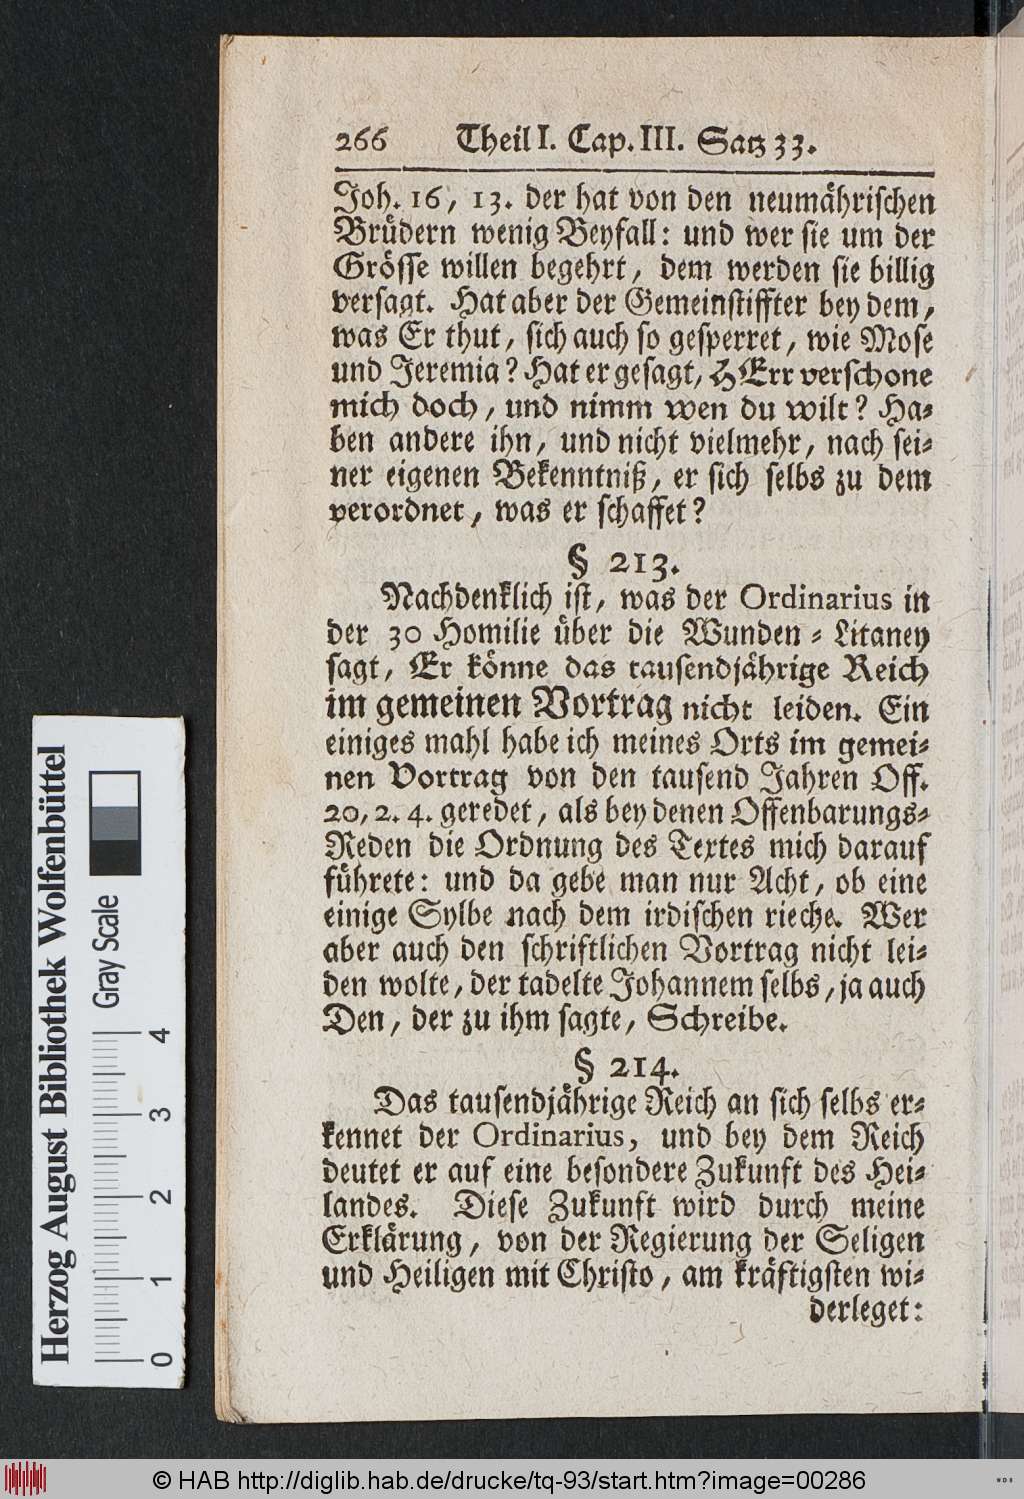 266 Theil I. Cap. III. Satz 33.
Joh. 16, 13. der hat von den neumährischen
Brüdern wenig Beyfall: und wer sie um der
Grösse willen begehrt, dem werden sie billig
versagt. Hat aber der Gemeinstiffter bey dem,
was Er thut, sich auch so gesperret, wie Mose
und Jeremia? Hat er gesagt, HErr verschone
mich doch, und nimm wen du wilt? Ha-
ben andere ihn, und nicht vielmehr, nach sei-
ner eigenen Bekenntniß, er sich selbs zu dem
verordnet, was er schaffet?
§ 213.
Nachdenklich ist, was der Ordinarius in
der 30 Homilie über die Wunden-Litaney
sagt, Er könne das tausendjährige Reich
im gemeinen Vortrag nicht leiden. Ein
einiges mahl habe ich meines Orts im gemei-
nen Vortrag von den tausend Jahren Off.
20, 2. 4. geredet, als bey denen Offenbarungs-
Reden die Ordnung des Textes mich darauf
führete: und da gebe man nur Acht, ob eine
einige Sylbe nach dem irdischen rieche. Wer
aber auch den schriftlichen Vortrag nicht lei-
den wolte, der tadelte Johannem selbs, ja auch
Den, der zu ihm sagte, Schreibe.
§ 214.
Das tausendjährige Reich an sich selbs er-
kennet der Ordinarius, und bey dem Reich
deutet er auf eine besondere Zukunft des Hei-
landes. Diese Zukunft wird durch meine
Erklärung, von der Regierung der Seligen
und Heiligen mit Christo, am kräftigsten wi-
derleget:
Herzog August Bibliothek Wolfenbüttel
Gray Scale
0 1 2 3 4
© HAB http://diglib.hab.de/drucke/tq-93/start.htm?image=00286